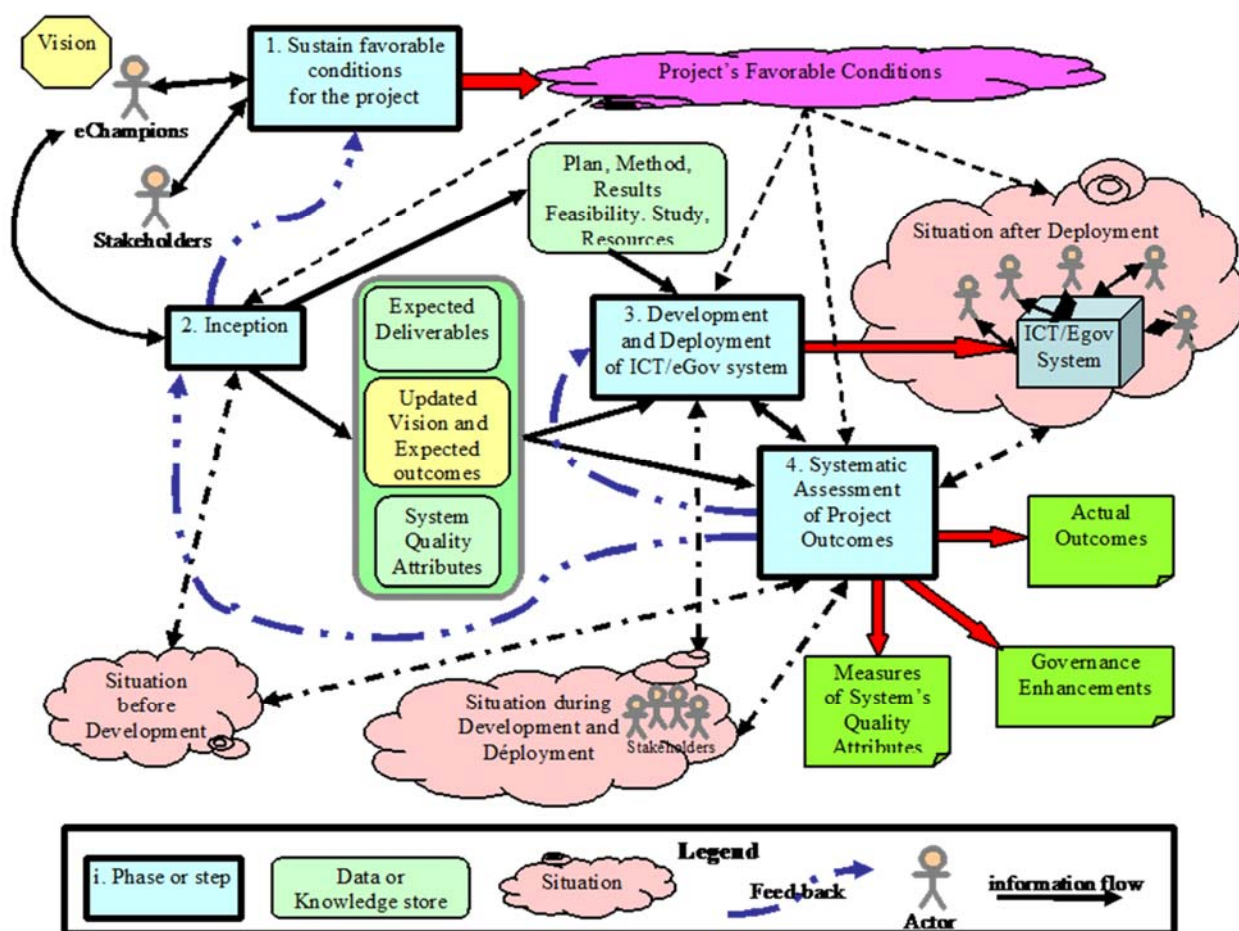 Vision
eChampions
Stakeholders
1. Sustain favorable
conditions
for the project
Project's Favorable Conditions
Plan, Method,
Results
Feasibility. Study,
Resources
Situation after Deployment
ICT/Egov
System
2. Inception
Expected
Deliverables
Updated
Vision and
Expected
outcomes
System
Quality
Attributes
3. Development
and Deployment
of ICT/eGov system
4. Systematic
Assessment
of Project
Outcomes
Actual
Outcomes
Governance
Enhancements
Measures
of System's
Quality
Attributes
Situation
before
Development
Situation during
Development and
Déployment
Stakeholders
Legend
i. Phase or step
Data or
Knowledge store
Situation
Feedback
Actor
information flow